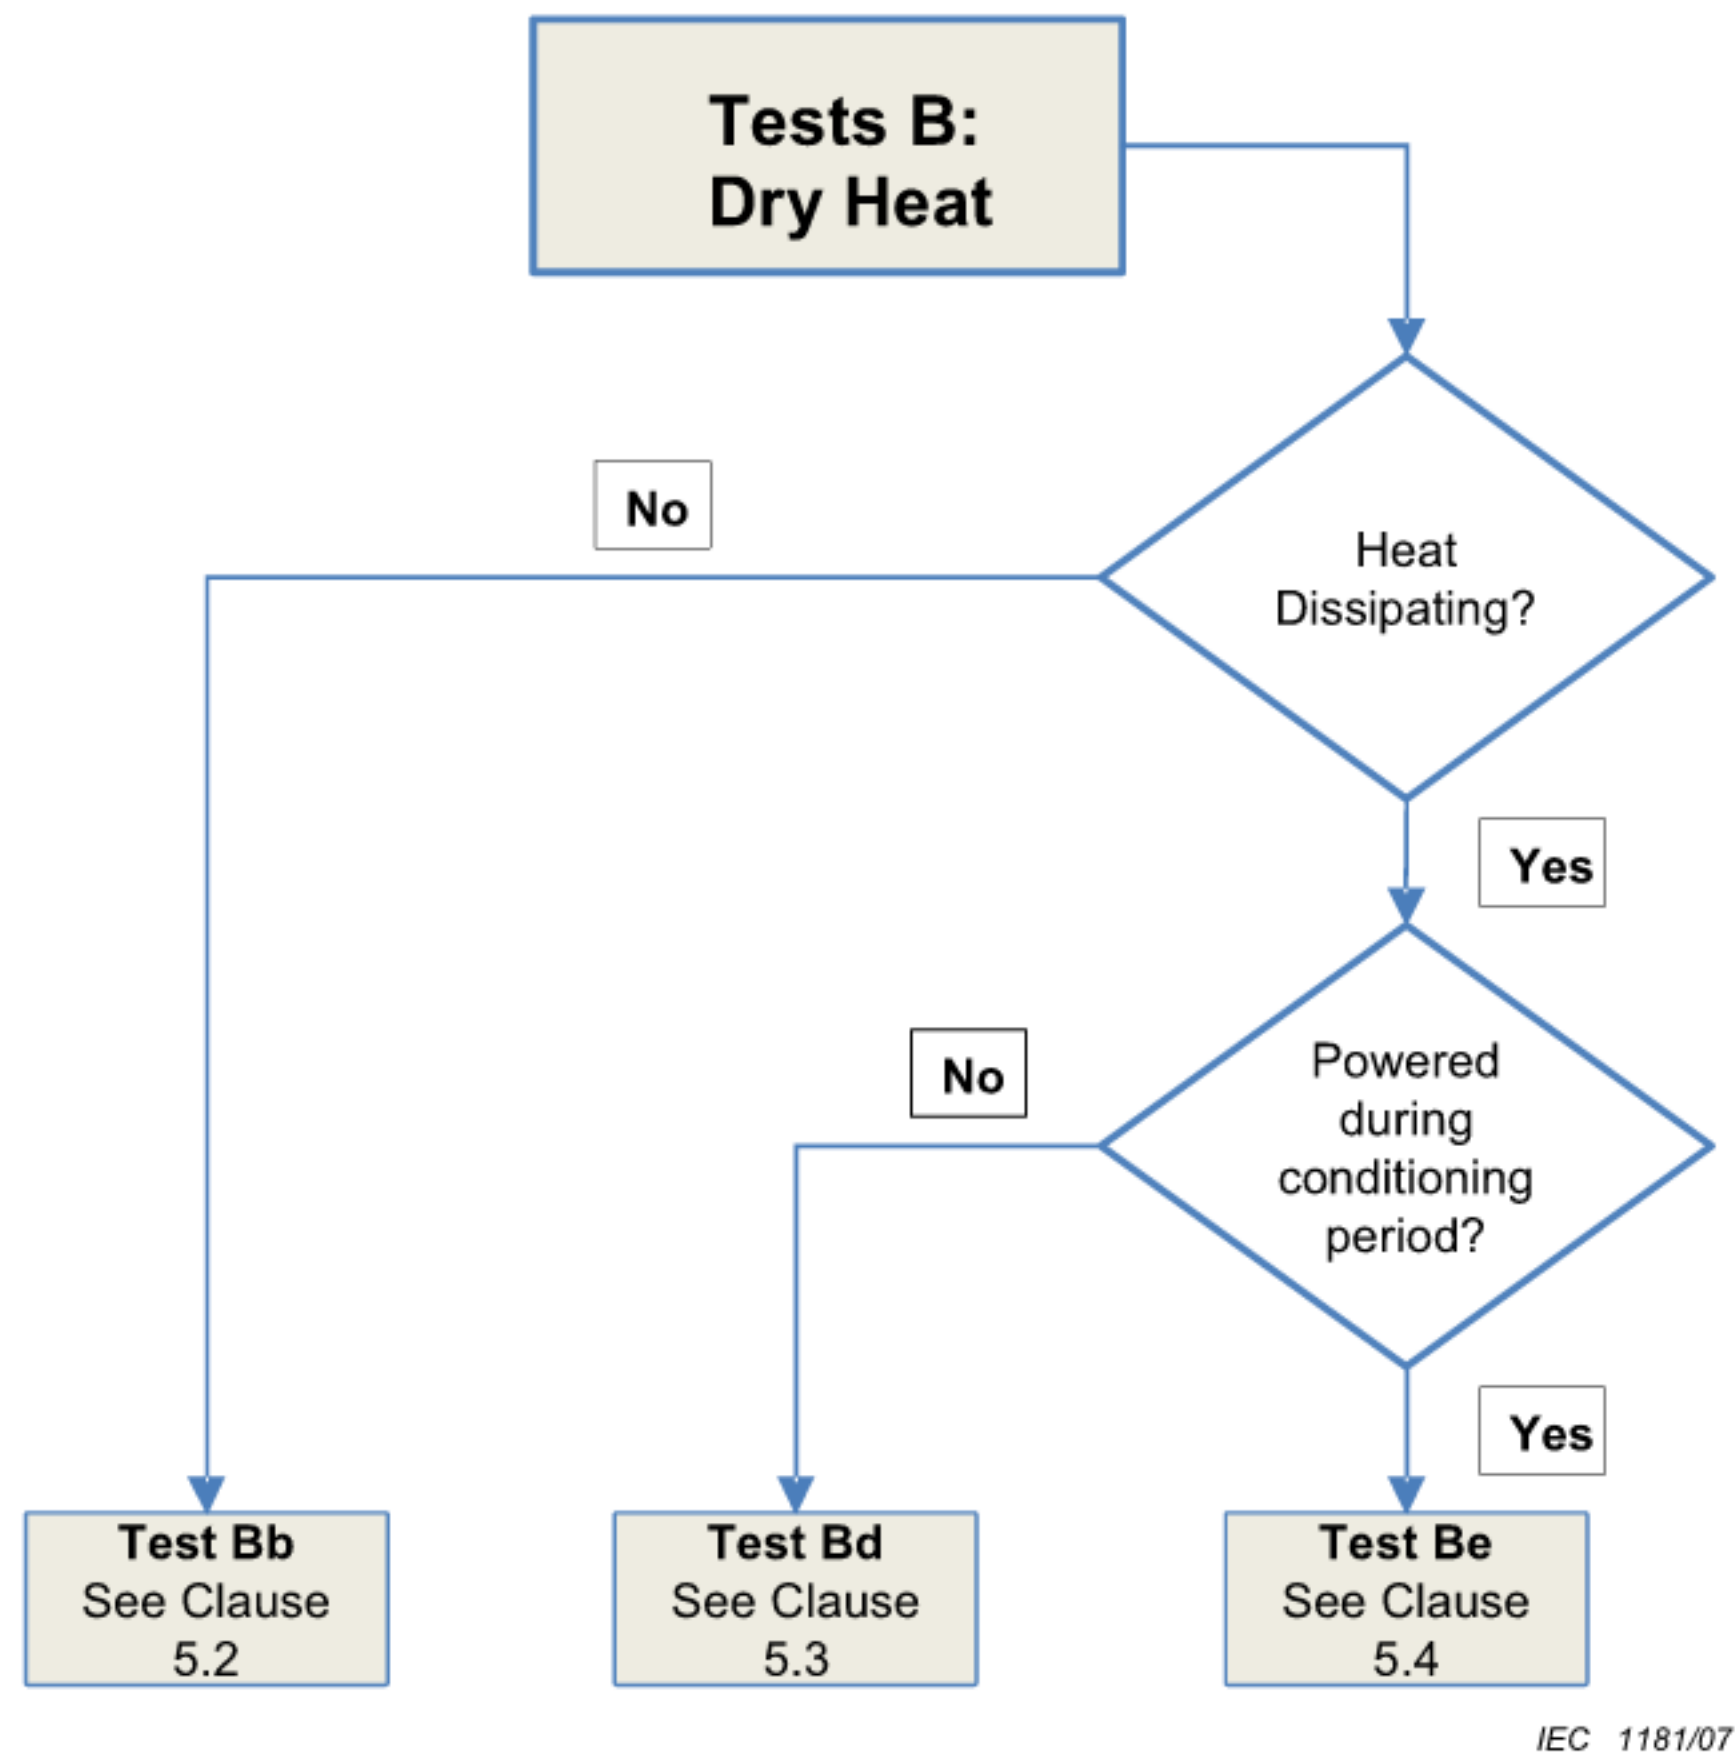 Tests B:
Dry Heat
No
Heat
Dissipating?
Yes
No
Powered
during
conditioning
period?
Yes
Test Bb
See Clause
5.2
Test Bd
See Clause
5.3
Test Be
See Clause
5.4
IEC 1181/07